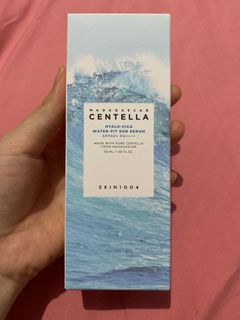 MADAGASCAR
CENTELLA
HYALU-CICA
WATER-FIT SUN SERUM
SPF50+ PA++++
MADE WITH PURE CENTELLA
FROM MADAGASCAR
50 ML / 1.69 FL.OZ.
SKIN1004